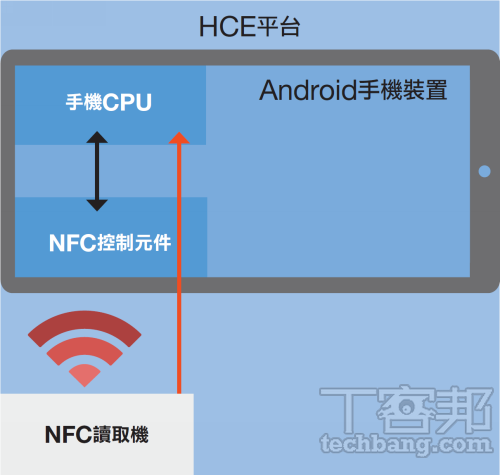 HCE平台
Android手機裝置
手機CPU
NFC控制元件
NFC讀取機
T客邦
techbang.com